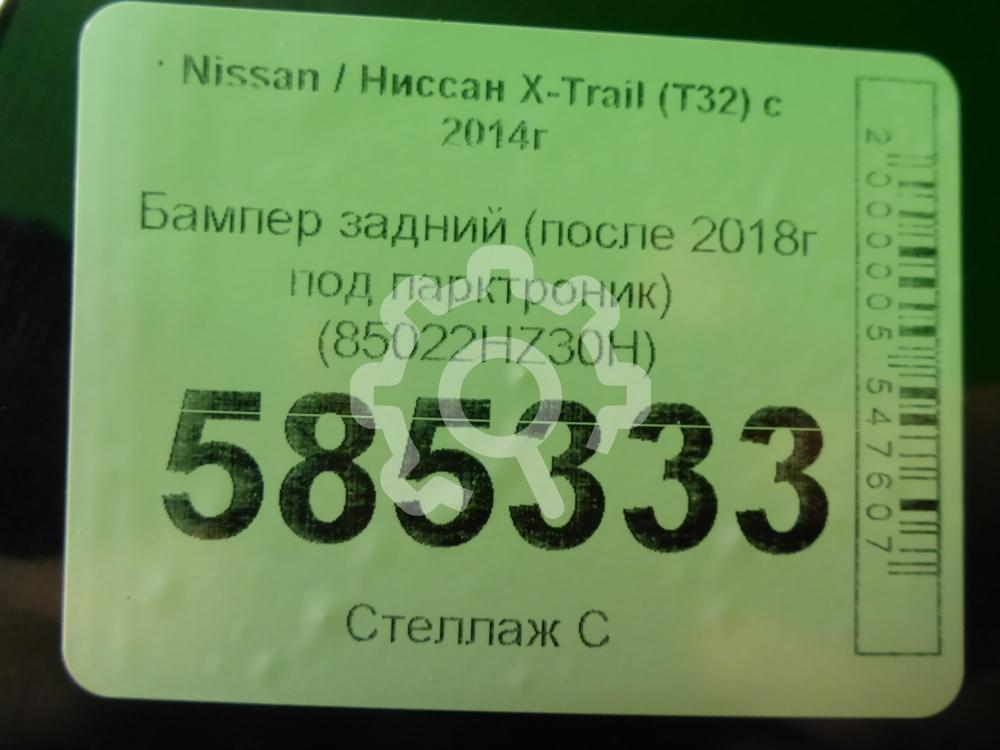 Nissan / Ниссан X-Trail (T32) с
2014г
Бампер задний (после 2018г
под парктроник)
(85022HZ30H)
585333
Стеллаж С
2000005547607